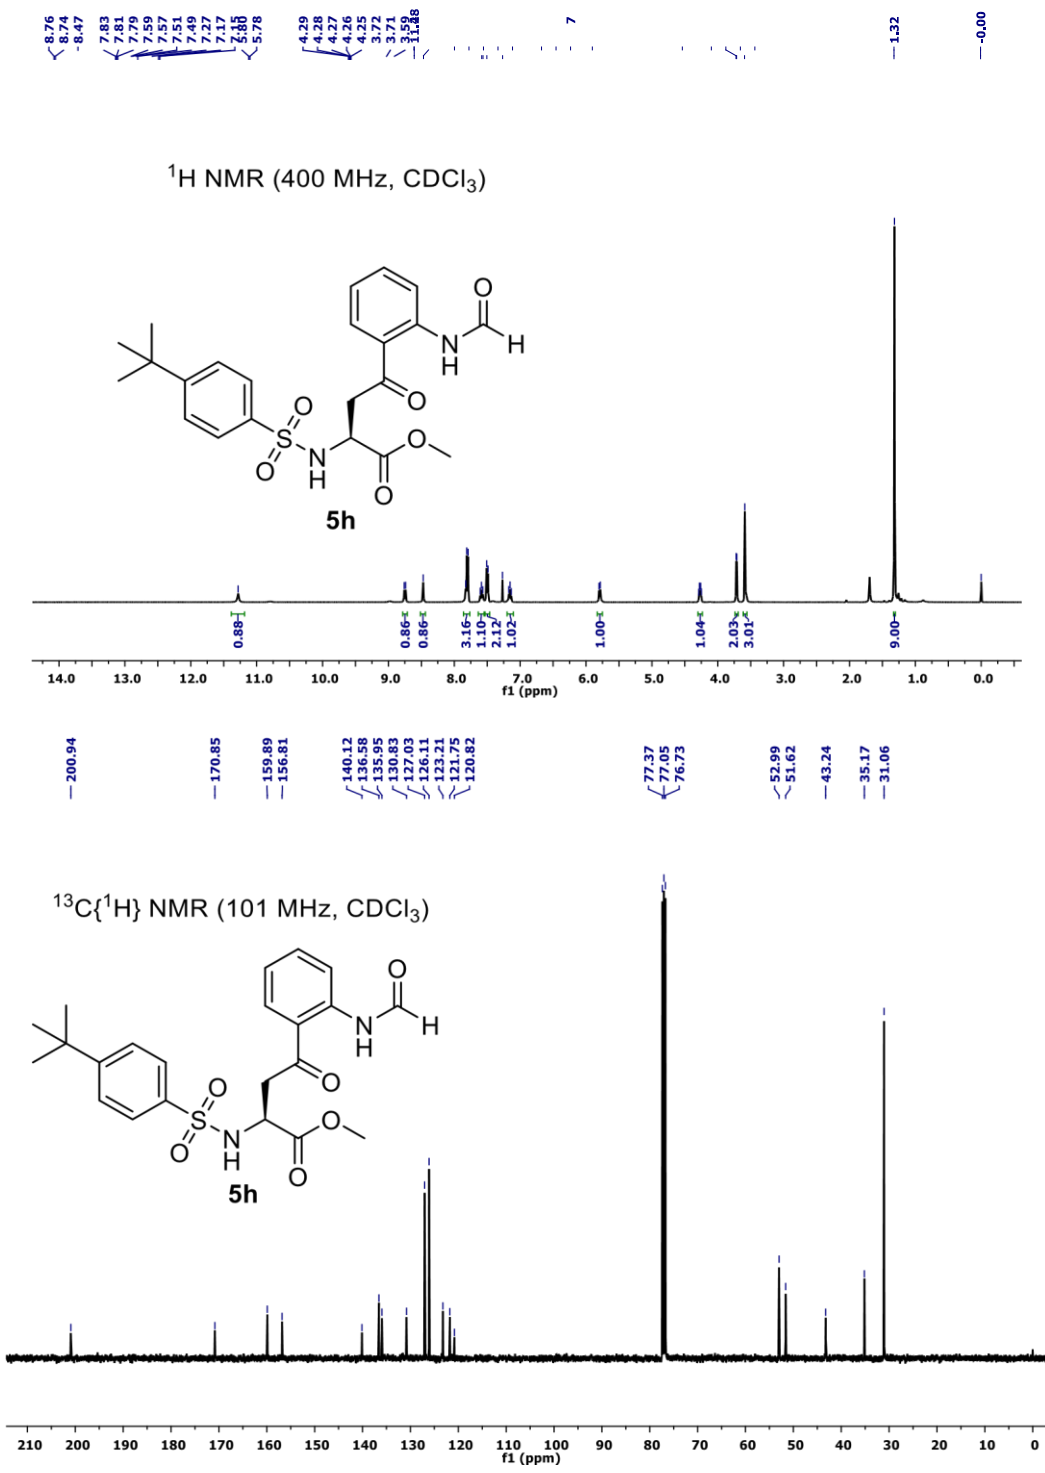 8.76 8.74 8.47 7.83 7.81 7.79 7.59 7.57 7.51 7.49 7.27 7.17 7.15 5.80 5.78 4.29 4.28 4.27 4.26 4.25 3.72 3.71 3.59 7 1.32 -0.00
¹H NMR (400 MHz, CDCl₃)
O
N
H
H
O
O
S
O
N
H
O
O
5h
0.88 0.86 0.86 3.16 1.10 2.12 1.02 1.00 1.04 2.03 3.01 9.00
14.0 13.0 12.0 11.0 10.0 9.0 8.0 7.0 6.0 5.0 4.0 3.0 2.0 1.0 0.0
f1 (ppm)
200.94 170.85 159.89 156.81 140.12 136.58 135.95 130.83 127.03 126.11 123.21 121.75 120.82 77.37 77.05 76.73 52.99 51.62 43.24 35.17 31.06
¹³C{¹H} NMR (101 MHz, CDCl₃)
O
N
H
H
O
O
S
O
N
H
O
O
5h
210 200 190 180 170 160 150 140 130 120 110 100 90 80 70 60 50 40 30 20 10 0
f1 (ppm)